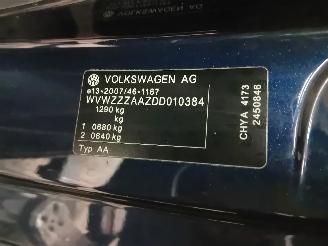 VOLKSWAGEN AG
e13*2007/46*1167
WVWZZZAAZDD010384
1290 kg
kg
1 0680 kg
2 0640 kg
Typ AA
CHYA 4173
2450846